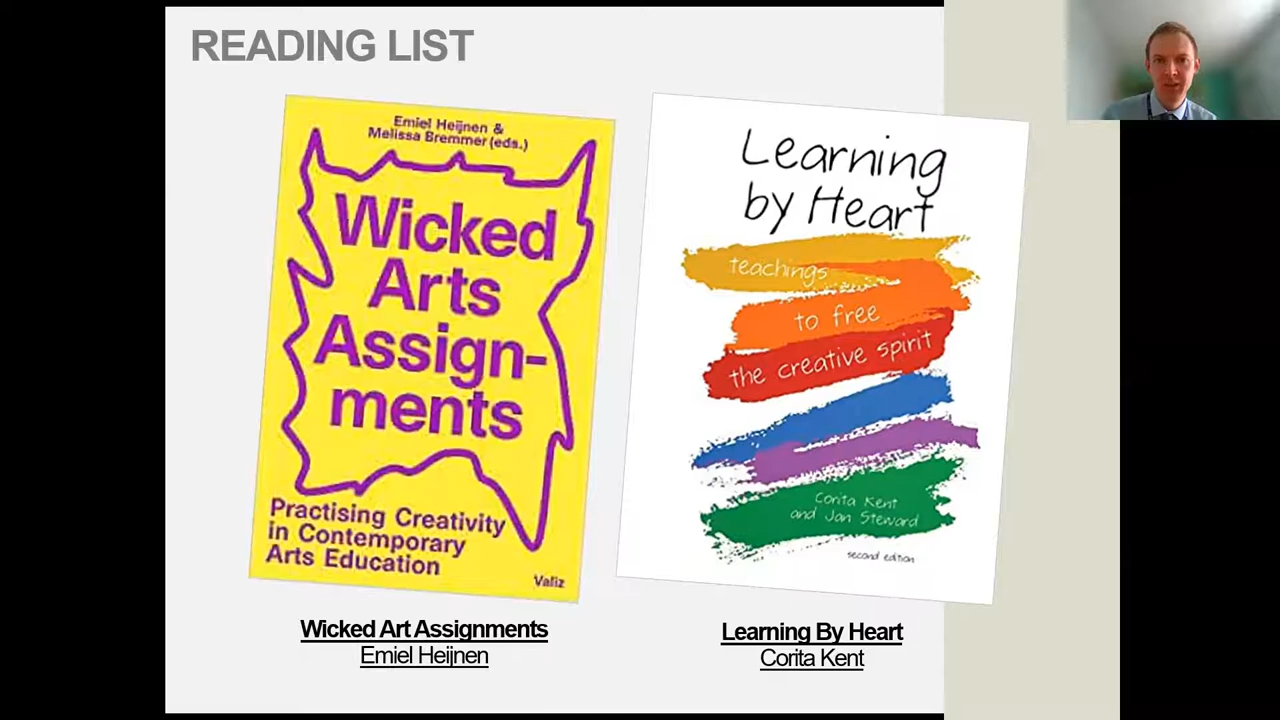 READING LIST
Emiel Heijnen &
Melissa Bremmer (eds.)
Wicked
Arts
Assign-
ments
Practising Creativity
in Contemporary
Arts Education
Valiz
Wicked Art Assignments
Emiel Heijnen
Learning
by Heart
teachings
to free
the creative spirit
Corita Kent
and Jan Steward
second edition
Learning By Heart
Corita Kent